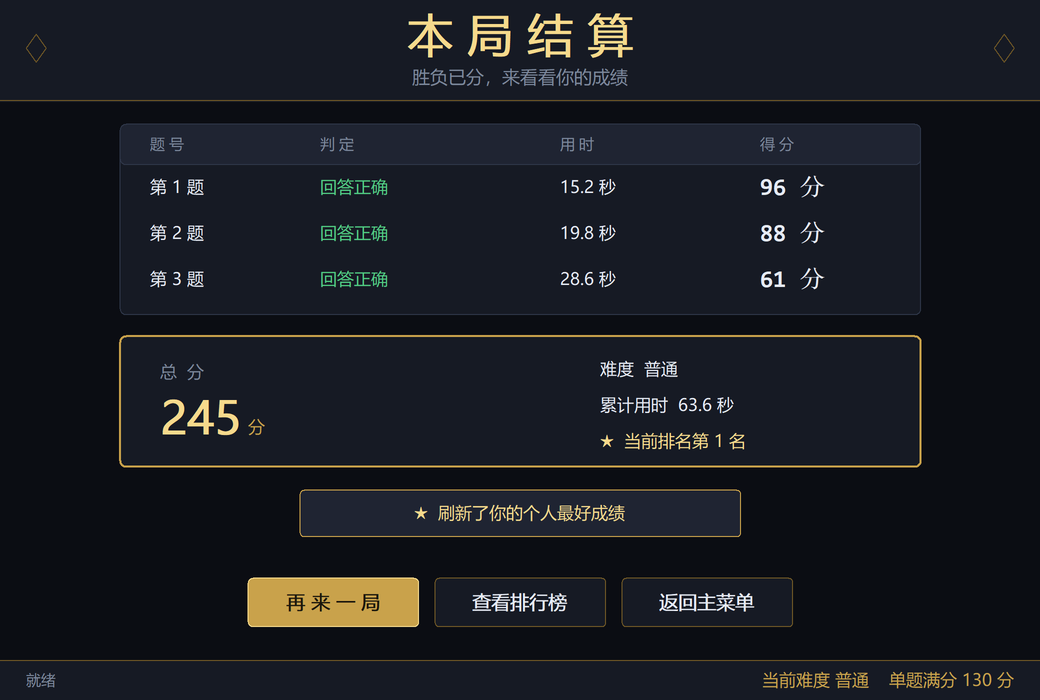 本局结算
胜负已分，来看看你的成绩
题号 判定 用时 得分
第 1 题 回答正确 15.2 秒 96 分
第 2 题 回答正确 19.8 秒 88 分
第 3 题 回答正确 28.6 秒 61 分
总 分
245 分
难度 普通
累计用时 63.6 秒
★ 当前排名第 1 名
★ 刷新了你的个人最好成绩
再来一局 查看排行榜 返回主菜单
就绪 当前难度 普通 单题满分 130 分